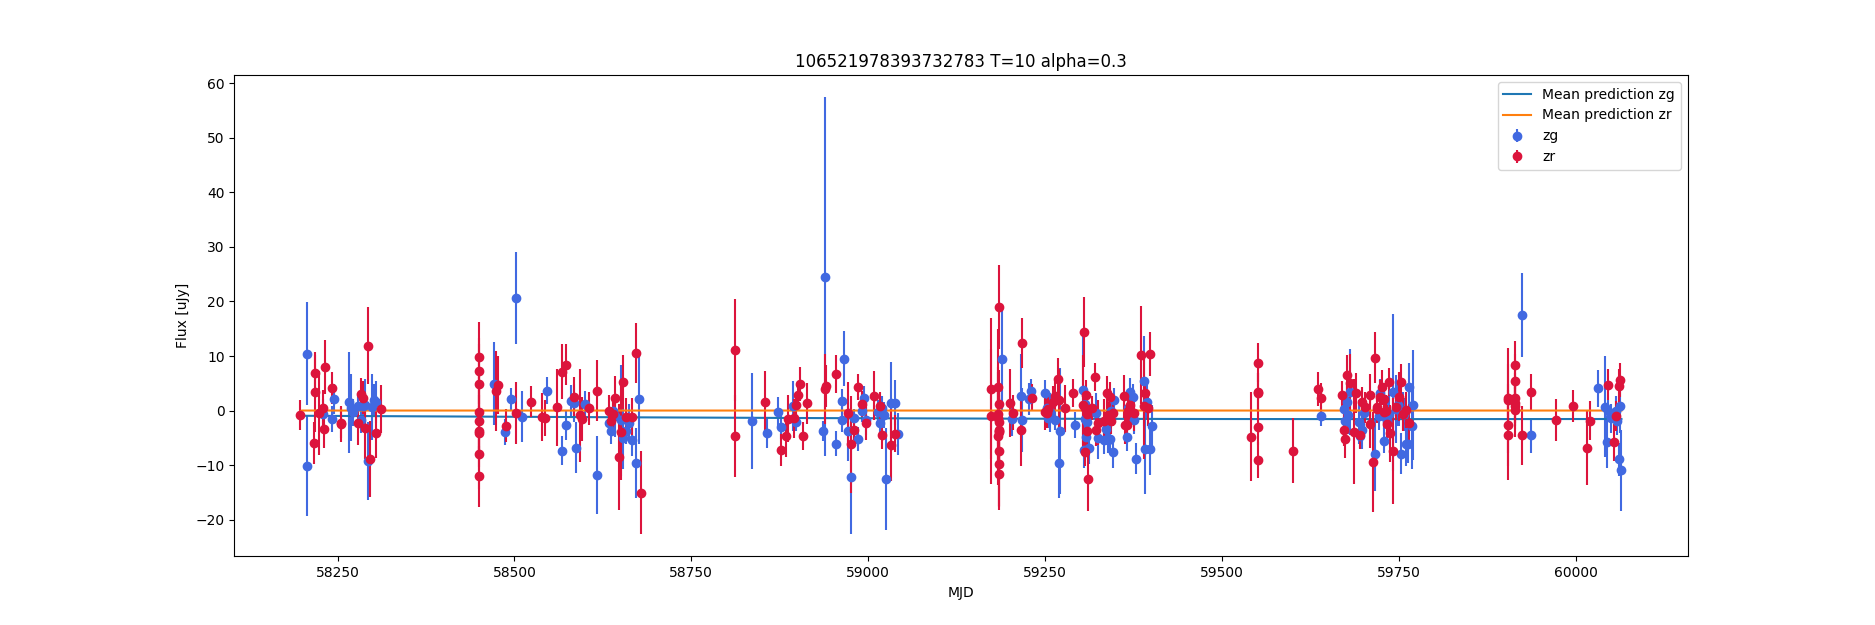 106521978393732783 T=10 alpha=0.3
Mean prediction zg
Mean prediction zr
zg
zr
60
50
40
30
20
10
0
−10
−20
Flux [uJy]
58250 58500 58750 59000 59250 59500 59750 60000
MJD